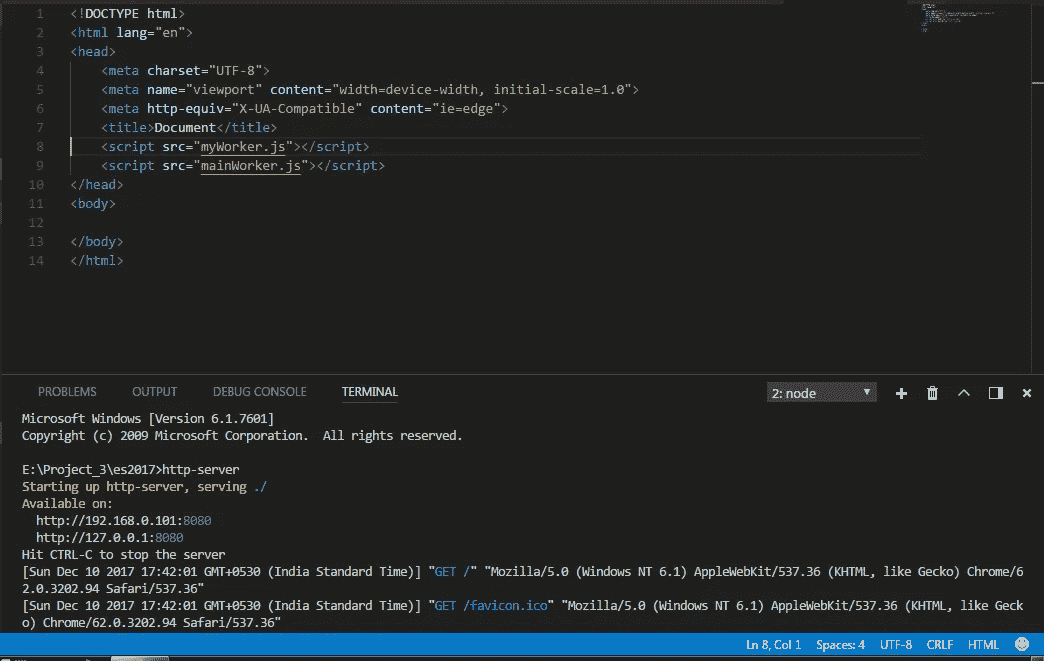 1 <!DOCTYPE html>
2 <html lang="en">
3 <head>
4 <meta charset="UTF-8">
5 <meta name="viewport" content="width=device-width, initial-scale=1.0">
6 <meta http-equiv="X-UA-Compatible" content="ie=edge">
7 <title>Document</title>
8 <script src="myWorker.js"></script>
9 <script src="mainWorker.js"></script>
10 </head>
11 <body>
12
13 </body>
14 </html>
PROBLEMS OUTPUT DEBUG CONSOLE TERMINAL 2: node
Microsoft Windows [Version 6.1.7601]
Copyright (c) 2009 Microsoft Corporation. All rights reserved.
E:\Project_3\es2017>http-server
Starting up http-server, serving ./
Available on:
http://192.168.0.101:8080
http://127.0.0.1:8080
Hit CTRL-C to stop the server
[Sun Dec 10 2017 17:42:01 GMT+0530 (India Standard Time)] "GET /" "Mozilla/5.0 (Windows NT 6.1) AppleWebKit/537.36 (KHTML, like Gecko) Chrome/6
2.0.3202.94 Safari/537.36"
[Sun Dec 10 2017 17:42:01 GMT+0530 (India Standard Time)] "GET /favicon.ico" "Mozilla/5.0 (Windows NT 6.1) AppleWebKit/537.36 (KHTML, like Geck
o) Chrome/62.0.3202.94 Safari/537.36"
Ln 8, Col 1 Spaces: 4 UTF-8 CRLF HTML